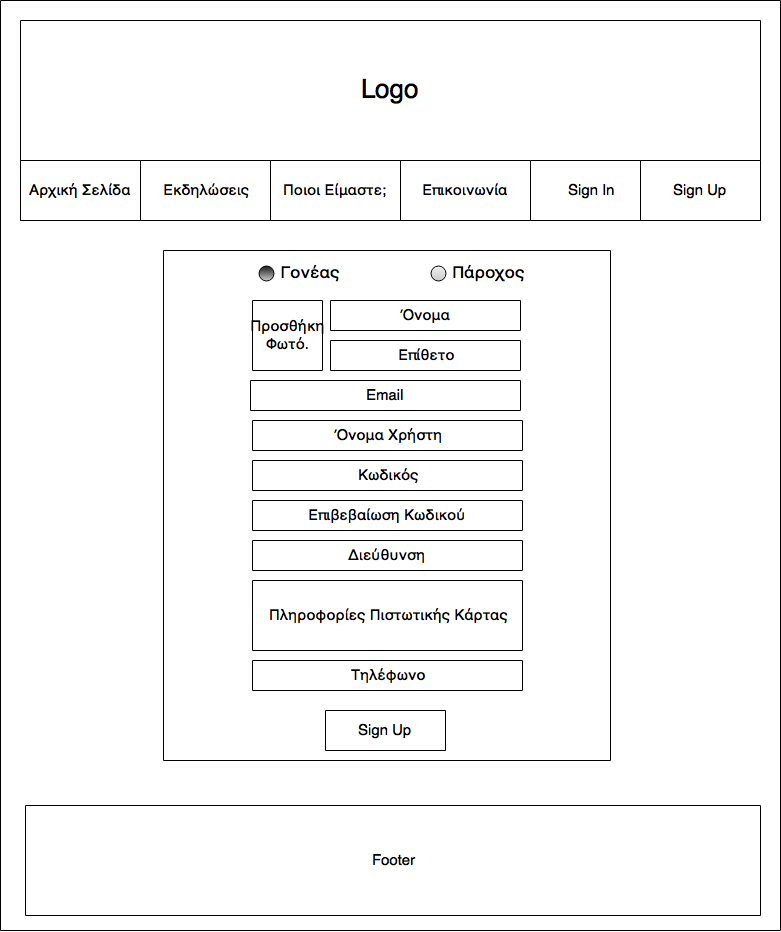 Logo
Αρχική Σελίδα
Εκδηλώσεις
Ποιοι Είμαστε;
Επικοινωνία
Sign In
Sign Up
Γονέας
Πάροχος
Προσθήκη
Φωτό.
Όνομα
Επίθετο
Email
Όνομα Χρήστη
Κωδικός
Επιβεβαίωση Κωδικού
Διεύθυνση
Πληροφορίες Πιστωτικής Κάρτας
Τηλέφωνο
Sign Up
Footer